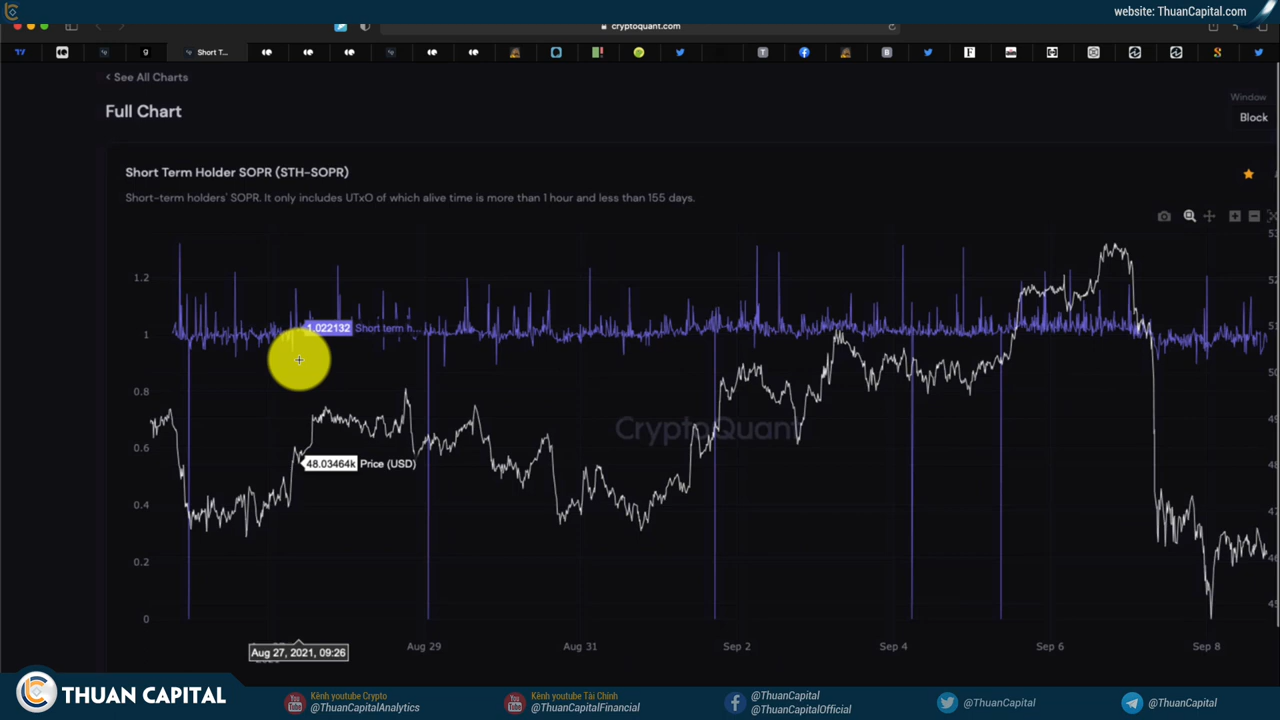 website: ThuanCapital.com
cryptoquant.com
Short T...
< See All Charts
Full Chart
Window
Block
Short Term Holder SOPR (STH-SOPR)
Short-term holders' SOPR. It only includes UTxO of which alive time is more than 1 hour and less than 155 days.
1.2
1
0.8
0.6
0.4
0.2
0
1.022132 Short term h...
CryptoQuant
48.03464k Price (USD)
Aug 27, 2021, 09:26
Aug 29
Aug 31
Sep 2
Sep 4
Sep 6
Sep 8
THUAN CAPITAL
Kênh youtube Crypto
@ThuanCapitalAnalytics
Kênh youtube Tài Chính
@ThuanCapitalFinancial
@ThuanCapital
@ThuanCapitalOfficial
@ThuanCapital
@ThuanCapital